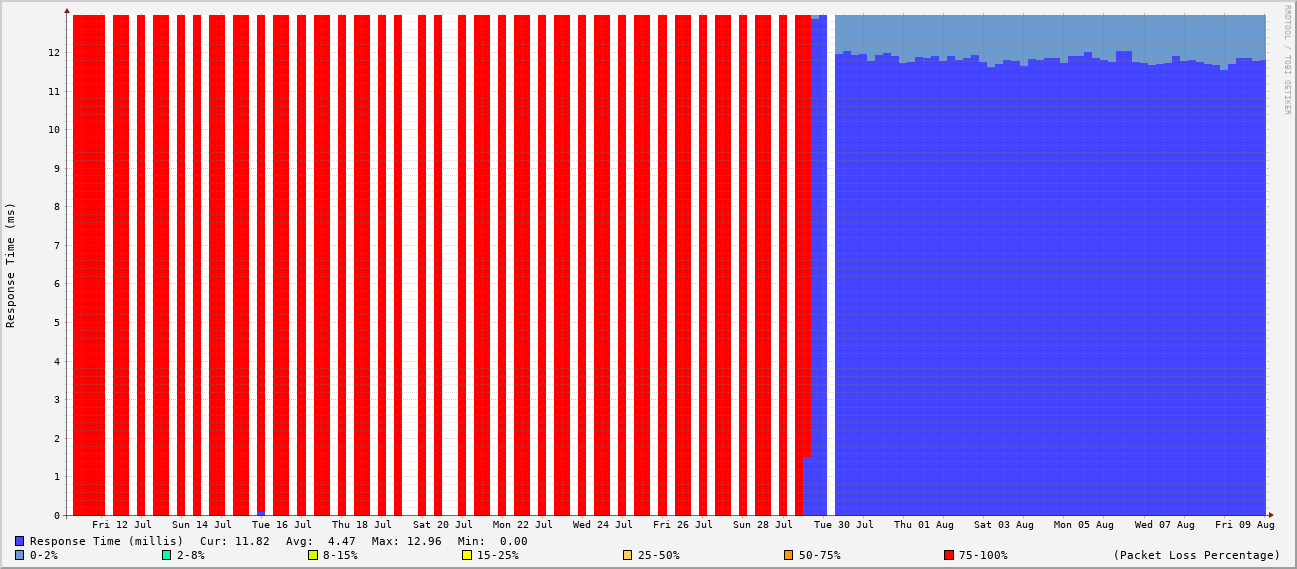 RRDTOOL / TOBI OETIKER
Response Time (ms)
12
11
10
9
8
7
6
5
4
3
2
1
0
Fri 12 Jul Sun 14 Jul Tue 16 Jul Thu 18 Jul Sat 20 Jul Mon 22 Jul Wed 24 Jul Fri 26 Jul Sun 28 Jul Tue 30 Jul Thu 01 Aug Sat 03 Aug Mon 05 Aug Wed 07 Aug Fri 09 Aug
Response Time (millis) Cur: 11.82 Avg: 4.47 Max: 12.96 Min: 0.00
0-2% 2-8% 8-15% 15-25% 25-50% 50-75% 75-100% (Packet Loss Percentage)